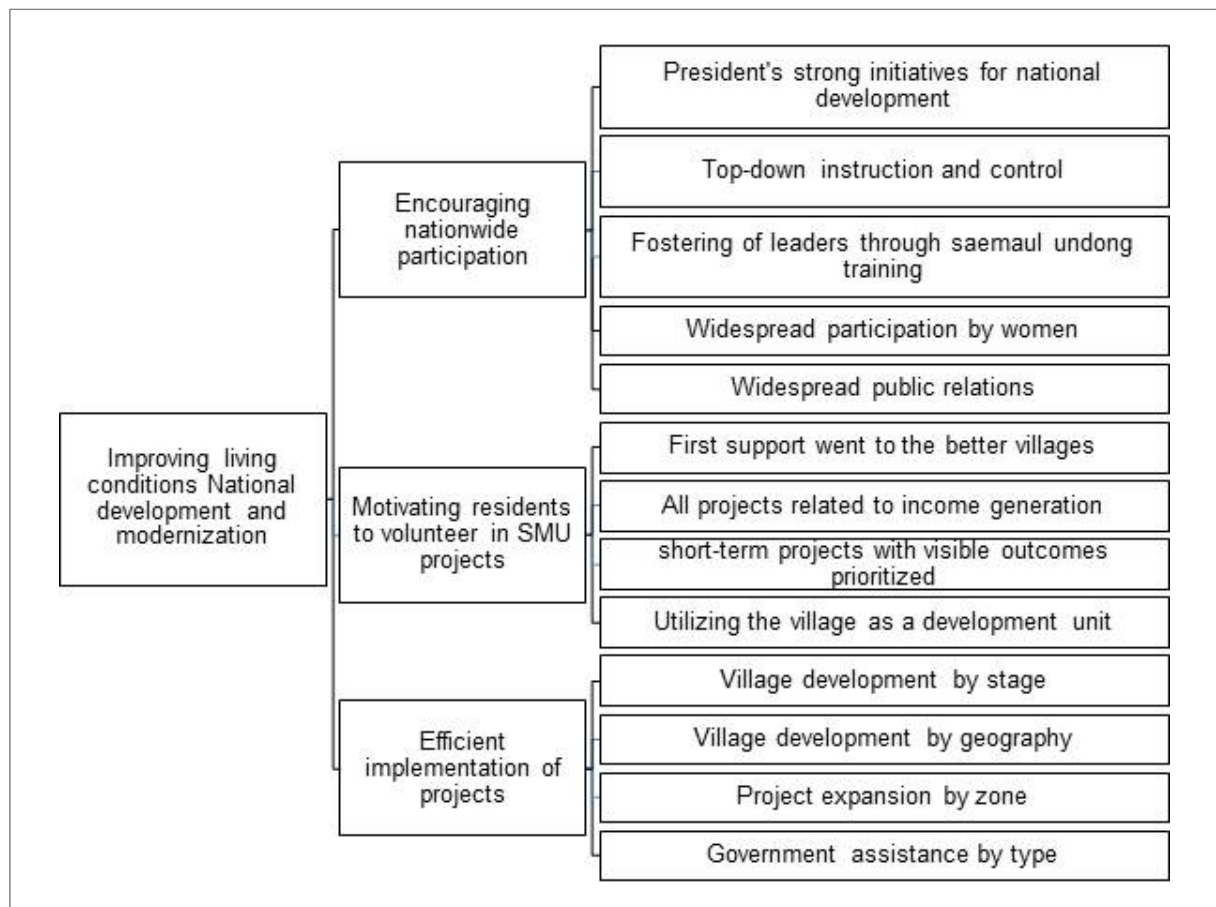 President's strong initiatives for national
development
Top-down instruction and control
Encouraging
nationwide
participation
Fostering of leaders through saemaul undong
training
Widespread participation by women
Widespread public relations
Improving living
conditions National
development and
modernization
First support went to the better villages
Motivating residents
to volunteer in SMU
projects
All projects related to income generation
short-term projects with visible outcomes
prioritized
Utilizing the village as a development unit
Village development by stage
Efficient
implementation of
projects
Village development by geography
Project expansion by zone
Government assistance by type